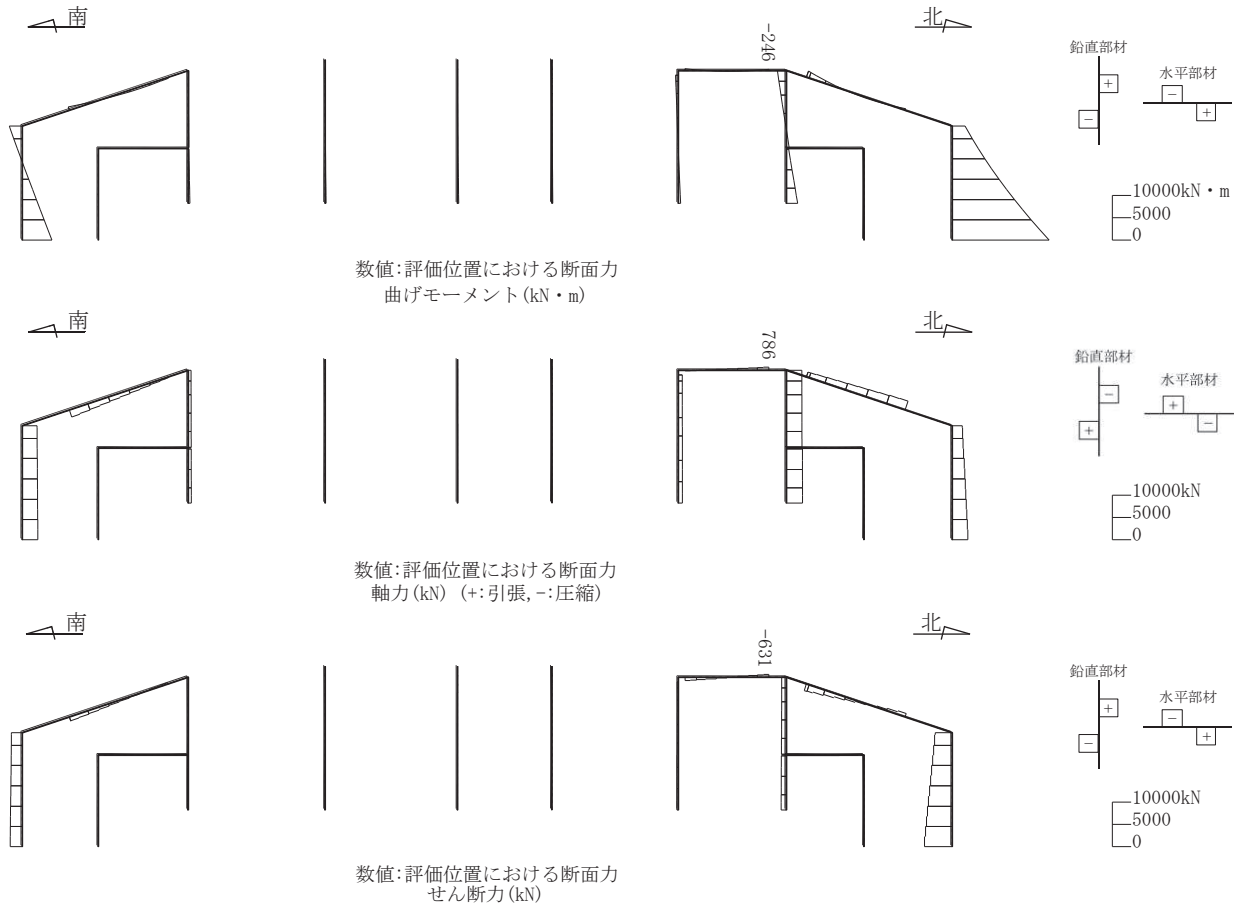 南
北
-246
鉛直部材
+
-
水平部材
-
+
10000kN・m
5000
0
数値:評価位置における断面力
曲げモーメント(kN・m)
南
北
786
鉛直部材
-
+
水平部材
+
-
10000kN
5000
0
数値:評価位置における断面力
軸力(kN) (+:引張,-:圧縮)
南
北
-631
鉛直部材
+
-
水平部材
-
+
10000kN
5000
0
数値:評価位置における断面力
せん断力(kN)